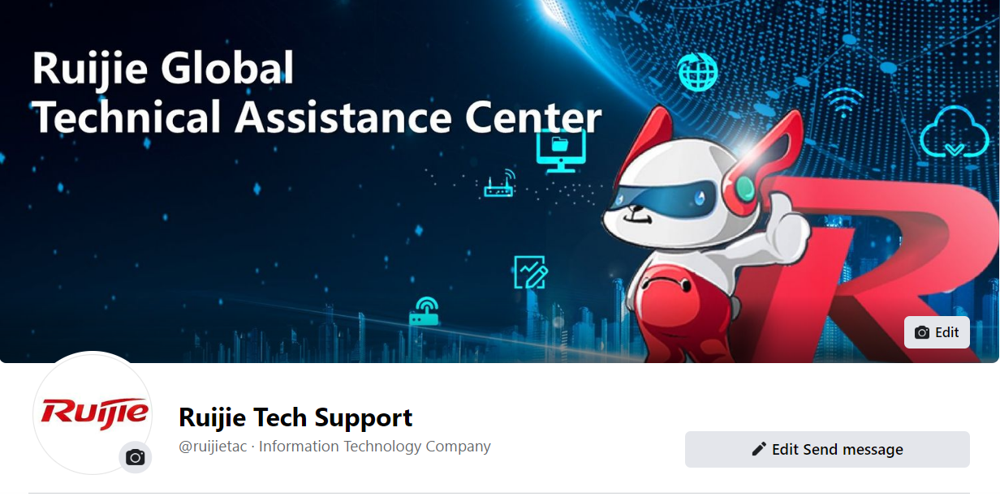 Ruijie Global
Technical Assistance Center
R
Edit
Ruijie
Ruijie Tech Support
@ruijietac · Information Technology Company
Edit Send message